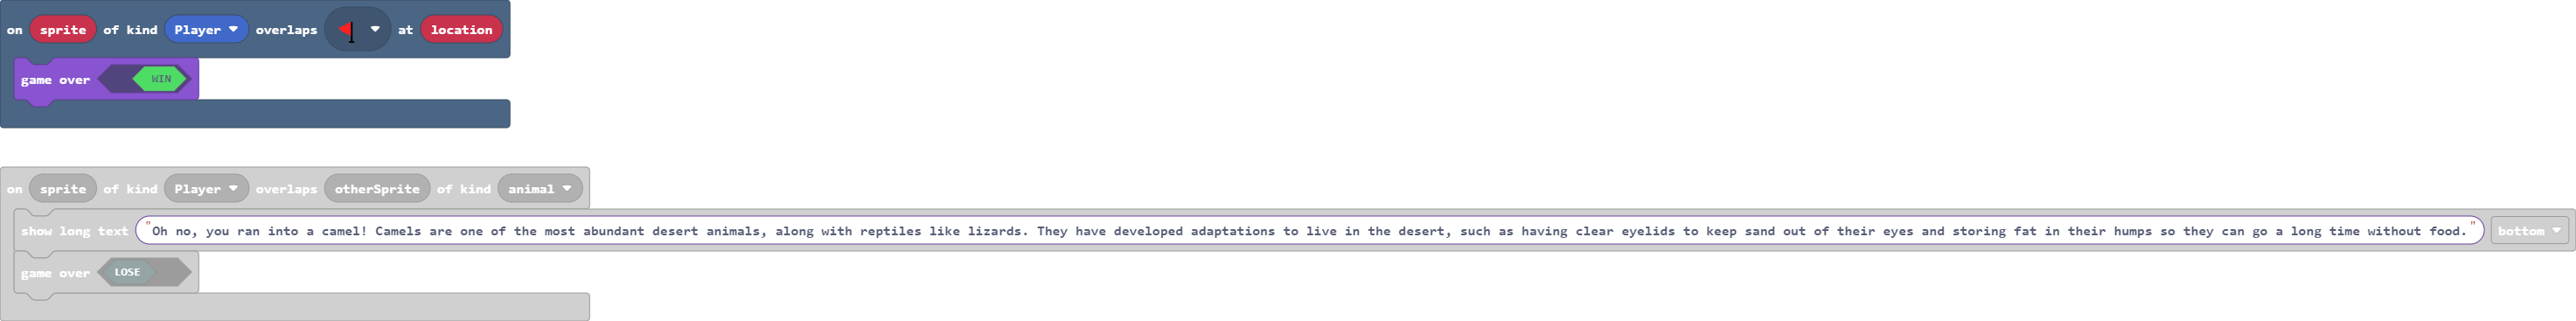 on sprite of kind Player overlaps at location
game over WIN
on sprite of kind Player overlaps otherSprite of kind animal
show long text "Oh no, you ran into a camel! Camels are one of the most abundant desert animals, along with reptiles like lizards. They have developed adaptations to live in the desert, such as having clear eyelids to keep sand out of their eyes and storing fat in their humps so they can go a long time without food." bottom
game over LOSE